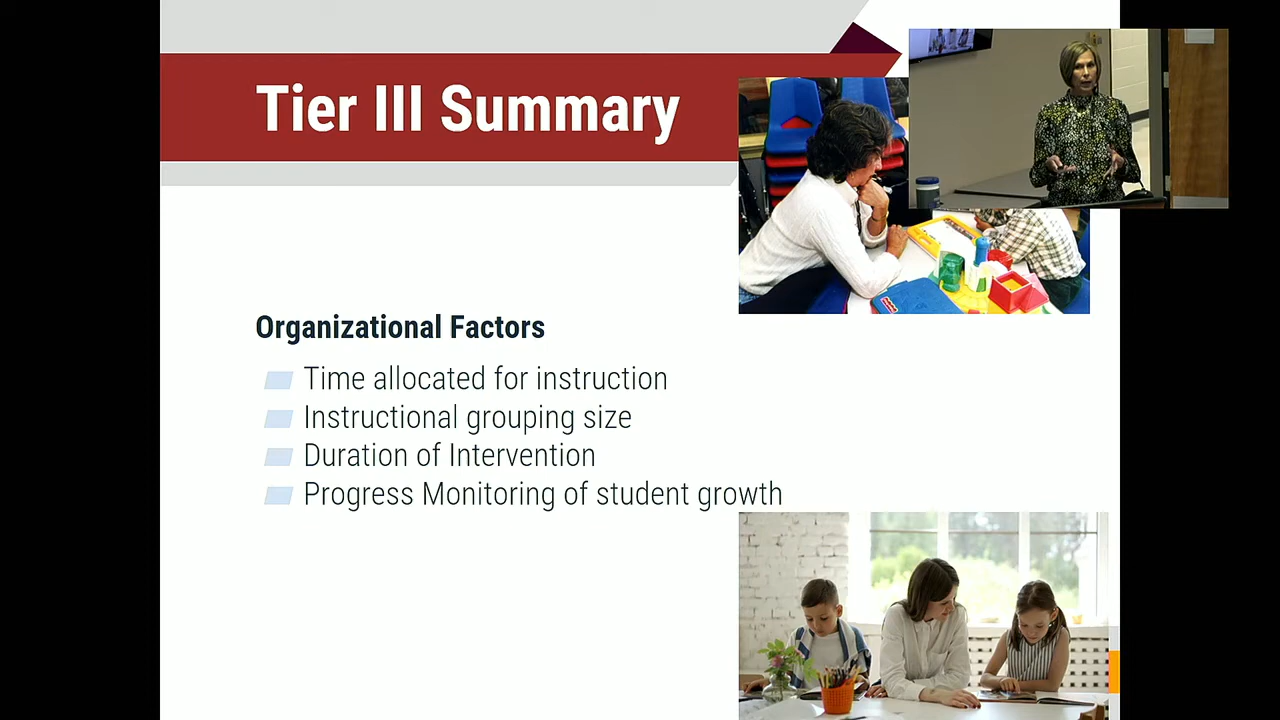 Tier III Summary
Organizational Factors
Time allocated for instruction
Instructional grouping size
Duration of Intervention
Progress Monitoring of student growth